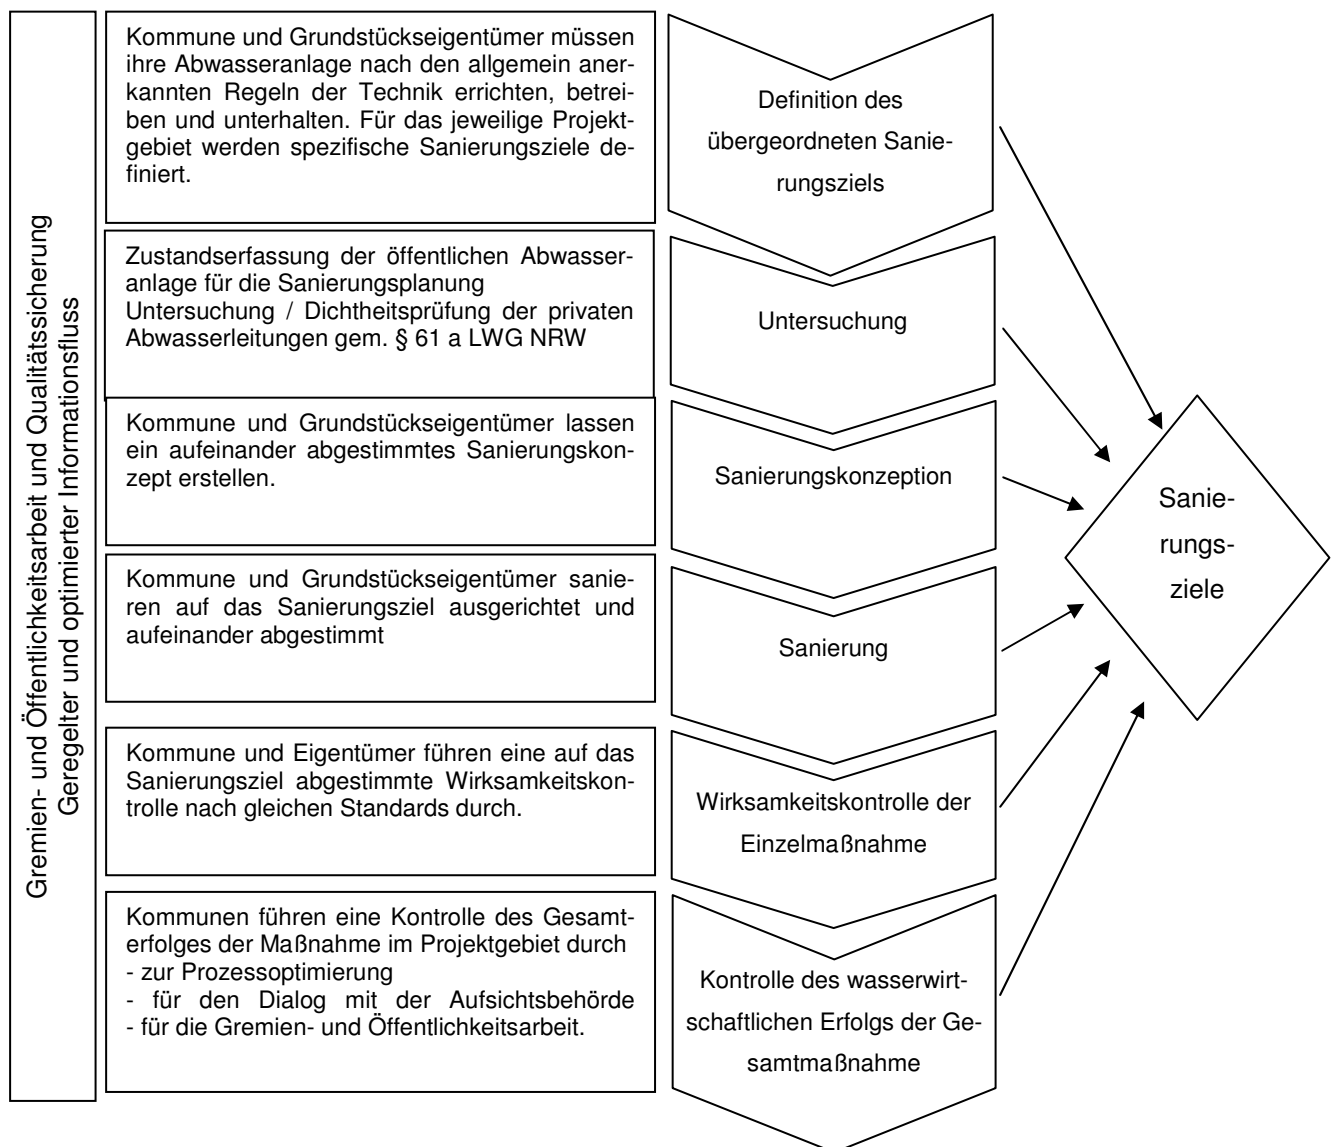 Gremien- und Öffentlichkeitsarbeit und Qualitätssicherung
Geregelter und optimierter Informationsfluss
Kommune und Grundstückseigentümer müssen
ihre Abwasseranlage nach den allgemein aner-
kannten Regeln der Technik errichten, betrei-
ben und unterhalten. Für das jeweilige Projekt-
gebiet werden spezifische Sanierungsziele de-
finiert.
Definition des
übergeordneten Sanie-
rungsziels
Zustandserfassung der öffentlichen Abwasser-
anlage für die Sanierungsplanung
Untersuchung / Dichtheitsprüfung der privaten
Abwasserleitungen gem. § 61 a LWG NRW
Untersuchung
Kommune und Grundstückseigentümer lassen
ein aufeinander abgestimmtes Sanierungskon-
zept erstellen.
Sanierungskonzeption
Kommune und Grundstückseigentümer sanie-
ren auf das Sanierungsziel ausgerichtet und
aufeinander abgestimmt
Sanierung
Kommune und Eigentümer führen eine auf das
Sanierungsziel abgestimmte Wirksamkeitskon-
trolle nach gleichen Standards durch.
Wirksamkeitskontrolle der
Einzelmaßnahme
Kommunen führen eine Kontrolle des Gesamt-
erfolges der Maßnahme im Projektgebiet durch
- zur Prozessoptimierung
- für den Dialog mit der Aufsichtsbehörde
- für die Gremien- und Öffentlichkeitsarbeit.
Kontrolle des wasserwirt-
schaftlichen Erfolgs der Ge-
samtmaßnahme
Sanie-
rungs-
ziele